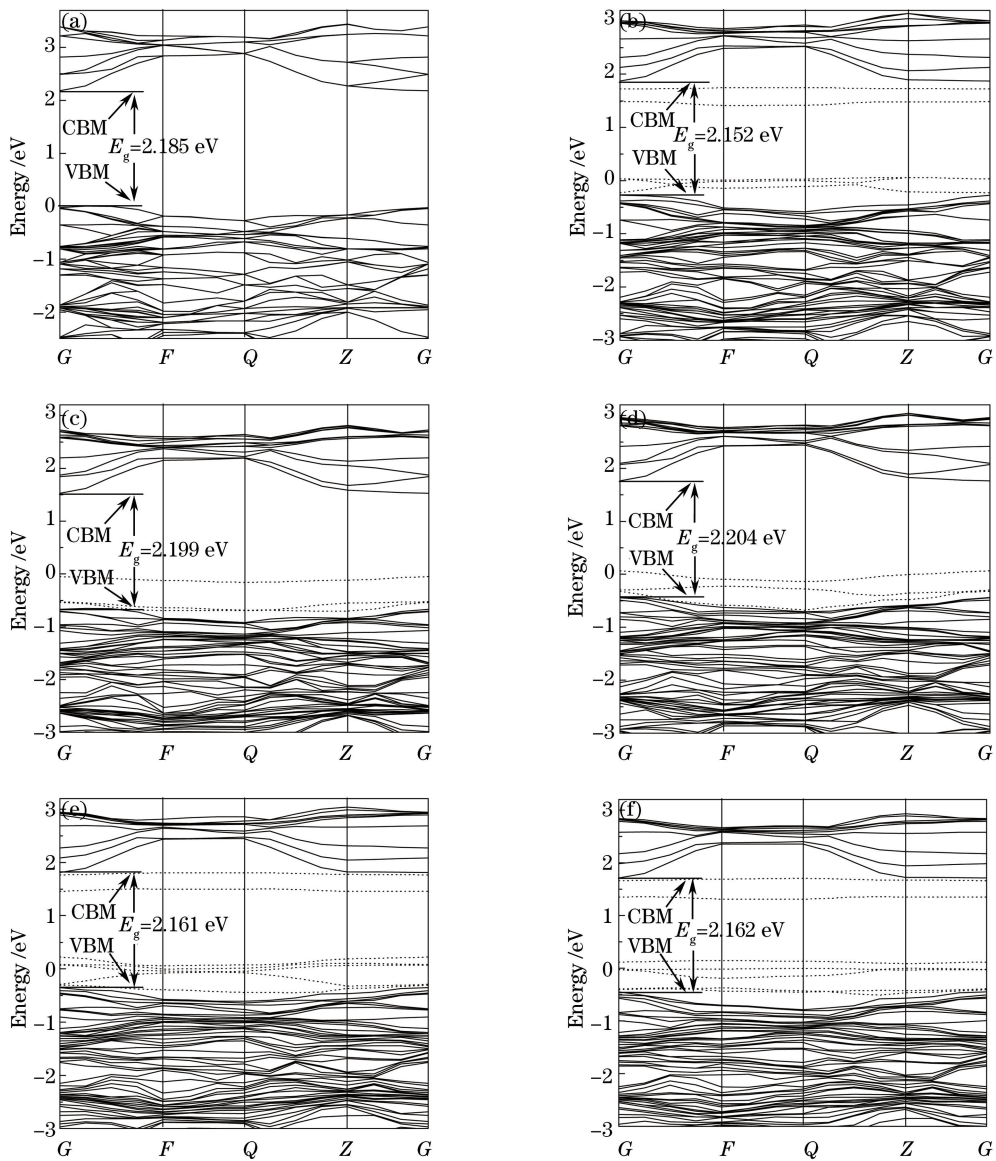 (a)
3
2
1
0
−1
−2
Energy /eV
CBM
E_g=2.185 eV
VBM
G F Q Z G
(b)
3
2
1
0
−1
−2
−3
Energy /eV
CBM
E_g=2.152 eV
VBM
G F Q Z G
(c)
3
2
1
0
−1
−2
−3
Energy /eV
CBM
E_g=2.199 eV
VBM
G F Q Z G
(d)
3
2
1
0
−1
−2
−3
Energy /eV
CBM
E_g=2.204 eV
VBM
G F Q Z G
(e)
3
2
1
0
−1
−2
−3
Energy /eV
CBM
E_g=2.161 eV
VBM
G F Q Z G
(f)
3
2
1
0
−1
−2
−3
Energy /eV
CBM
E_g=2.162 eV
VBM
G F Q Z G